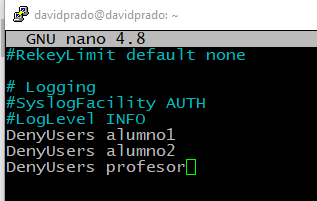 davidprado@davidprado: ~
GNU nano 4.8
#RekeyLimit default none
# Logging
#SyslogFacility AUTH
#LogLevel INFO
DenyUsers alumno1
DenyUsers alumno2
DenyUsers profesor